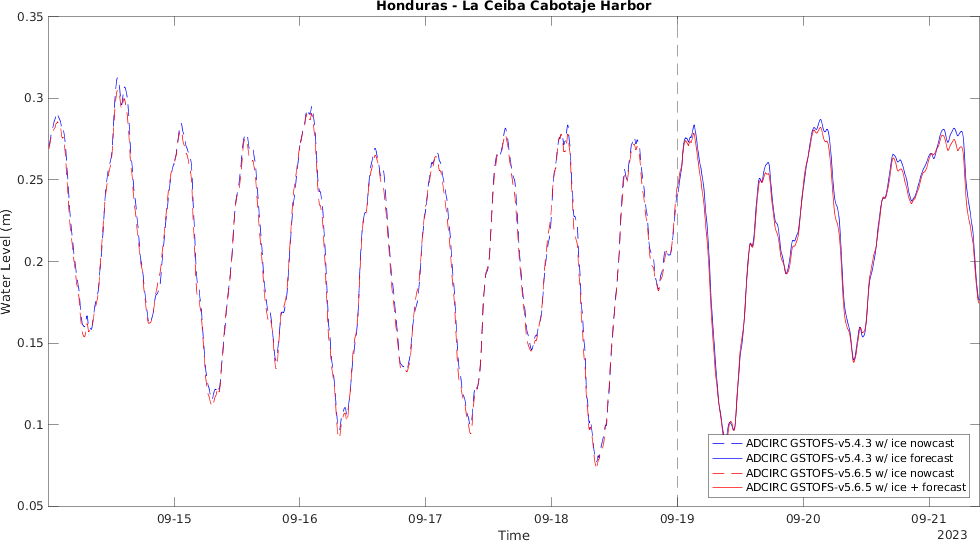 Honduras - La Ceiba Cabotaje Harbor
0.35
0.3
0.25
0.2
0.15
0.1
0.05
Water Level (m)
09-15 09-16 09-17 09-18 09-19 09-20 09-21
Time
2023
ADCIRC GSTOFS-v5.4.3 w/ ice nowcast
ADCIRC GSTOFS-v5.4.3 w/ ice forecast
ADCIRC GSTOFS-v5.6.5 w/ ice nowcast
ADCIRC GSTOFS-v5.6.5 w/ ice + forecast